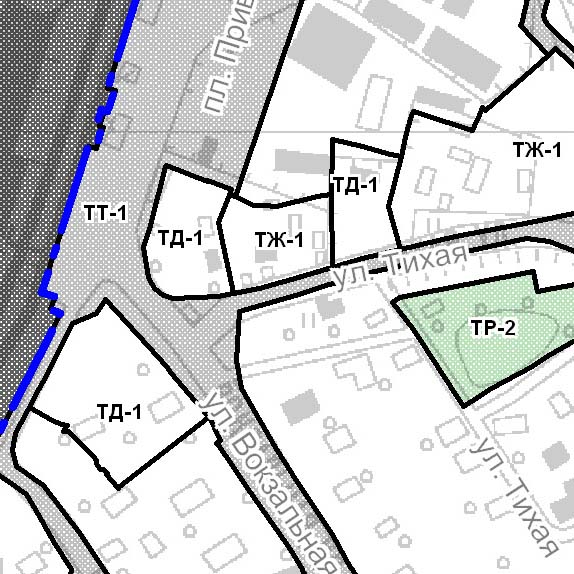 пл. Прив
ТЖ-1
ТД-1
ТТ-1
ТД-1
ТЖ-1
ул. Тихая
ТР-2
ТД-1
ул. Вокзальная
ул. Тихая